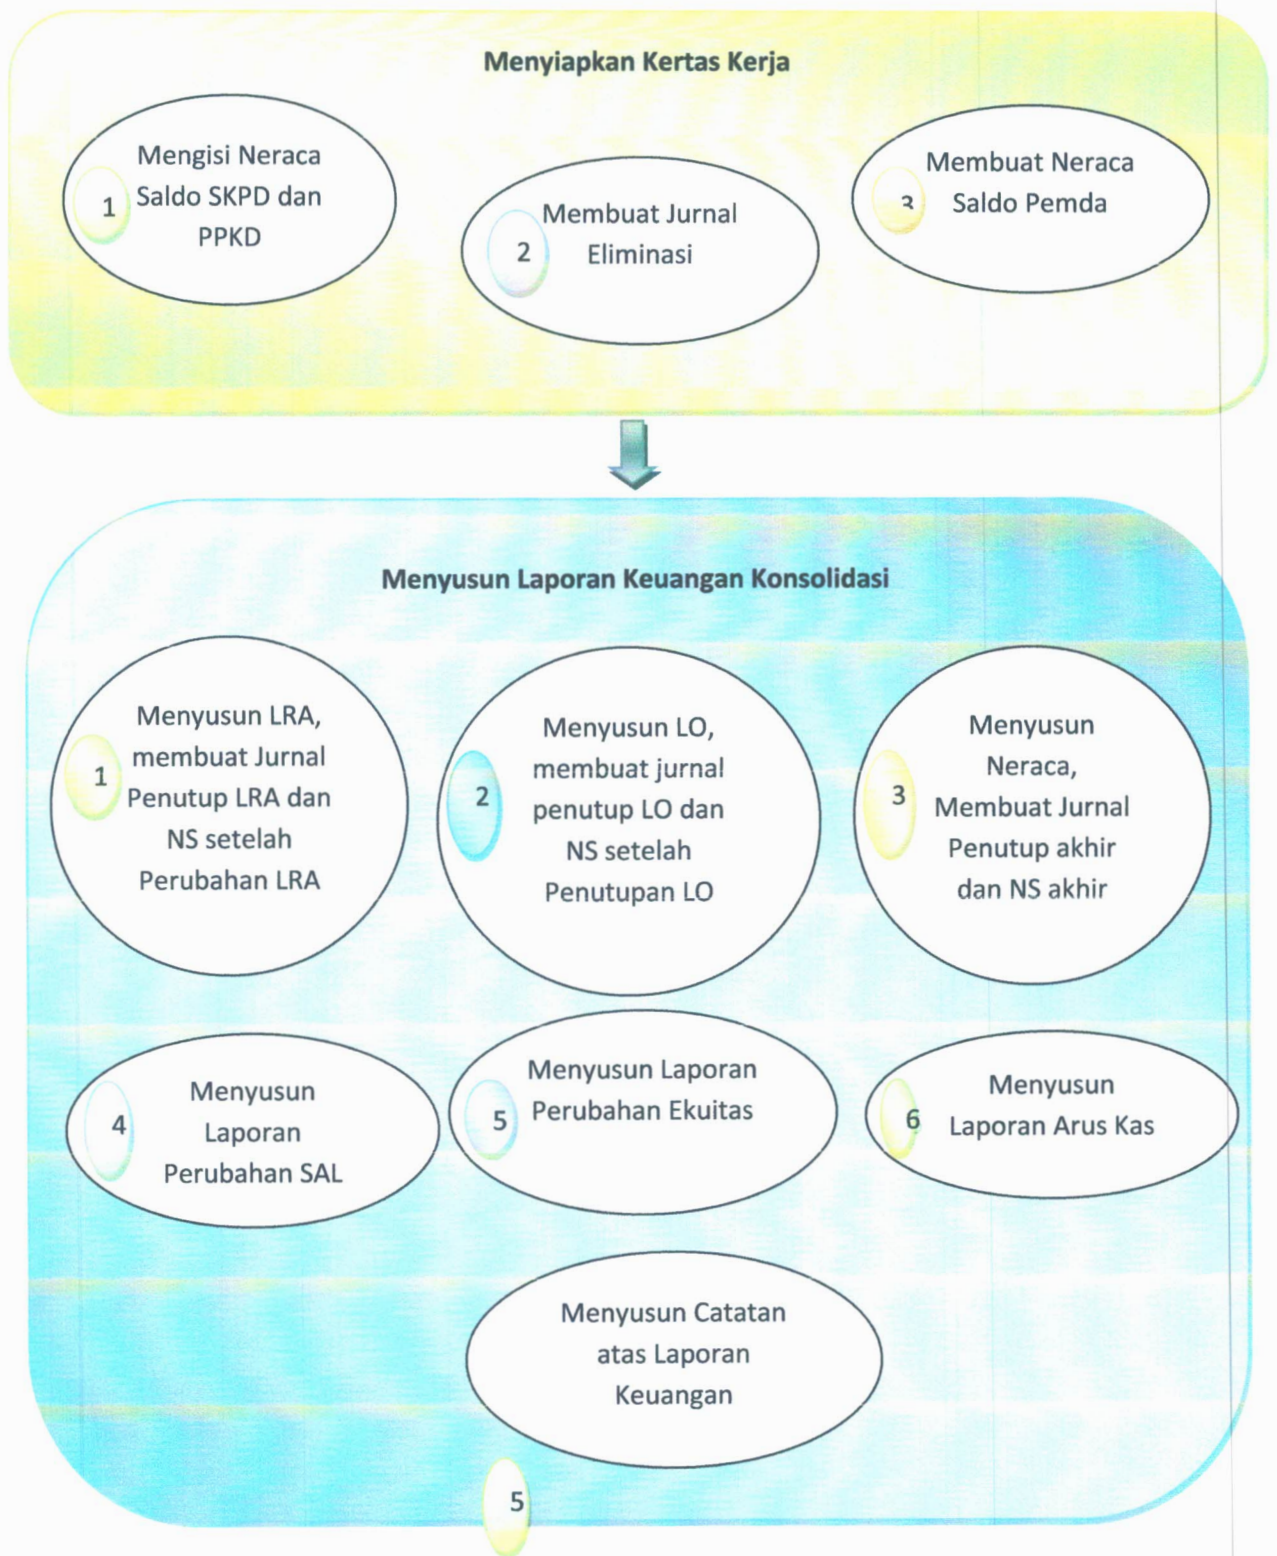 Menyiapkan Kertas Kerja
1
Mengisi Neraca
Saldo SKPD dan
PPKD
2
Membuat Jurnal
Eliminasi
3
Membuat Neraca
Saldo Pemda
Menyusun Laporan Keuangan Konsolidasi
1
Menyusun LRA,
membuat Jurnal
Penutup LRA dan
NS setelah
Perubahan LRA
2
Menyusun LO,
membuat jurnal
penutup LO dan
NS setelah
Penutupan LO
3
Menyusun
Neraca,
Membuat Jurnal
Penutup akhir
dan NS akhir
4
Menyusun
Laporan
Perubahan SAL
5
Menyusun Laporan
Perubahan Ekuitas
6
Menyusun
Laporan Arus Kas
Menyusun Catatan
atas Laporan
Keuangan
5